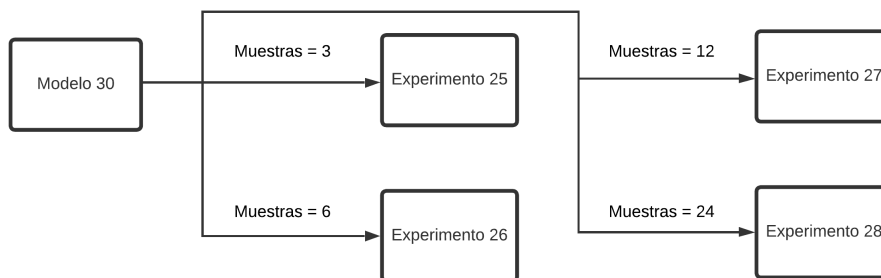 Modelo 30
Muestras = 3
Experimento 25
Muestras = 6
Experimento 26
Muestras = 12
Experimento 27
Muestras = 24
Experimento 28